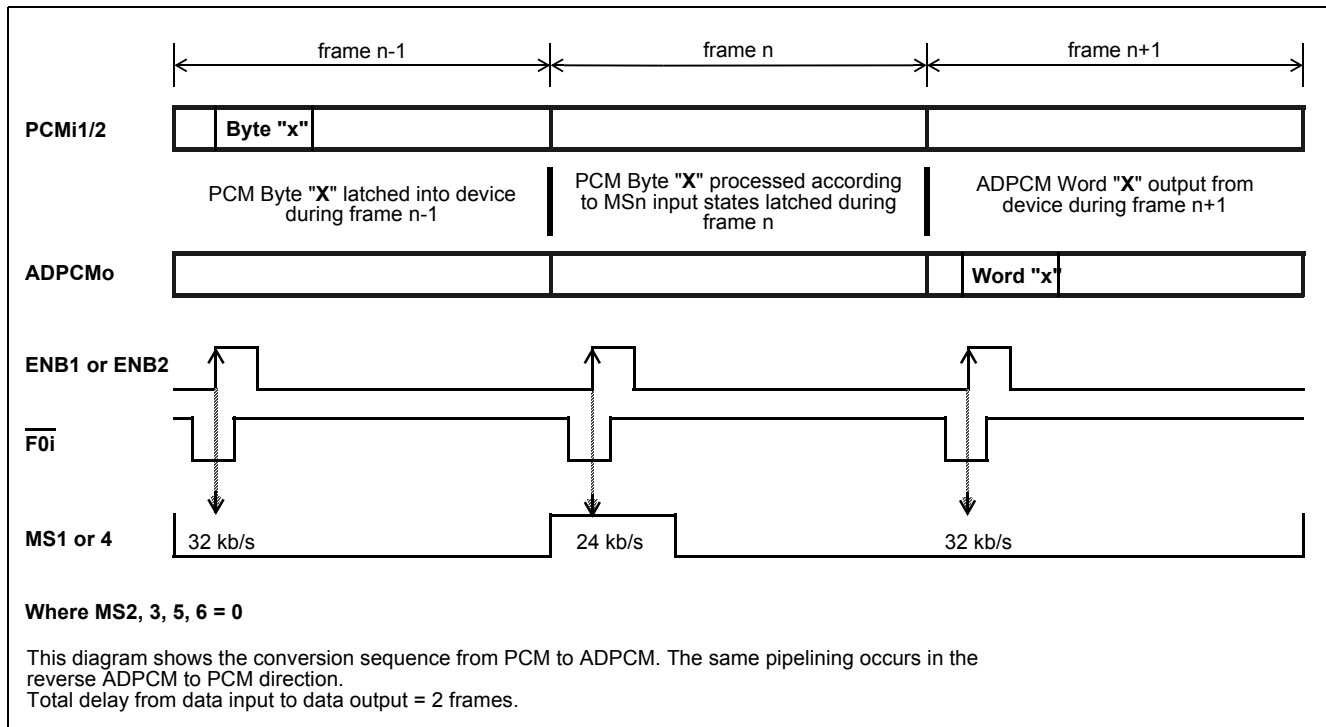 frame n-1 frame n frame n+1
PCMi1/2 Byte "x"
PCM Byte "X" latched into device
during frame n-1
PCM Byte "X" processed according
to MSn input states latched during
frame n
ADPCM Word "X" output from
device during frame n+1
ADPCMo Word "x"
ENB1 or ENB2
F0i
MS1 or 4 32 kb/s 24 kb/s 32 kb/s
Where MS2, 3, 5, 6 = 0
This diagram shows the conversion sequence from PCM to ADPCM. The same pipelining occurs in the
reverse ADPCM to PCM direction.
Total delay from data input to data output = 2 frames.